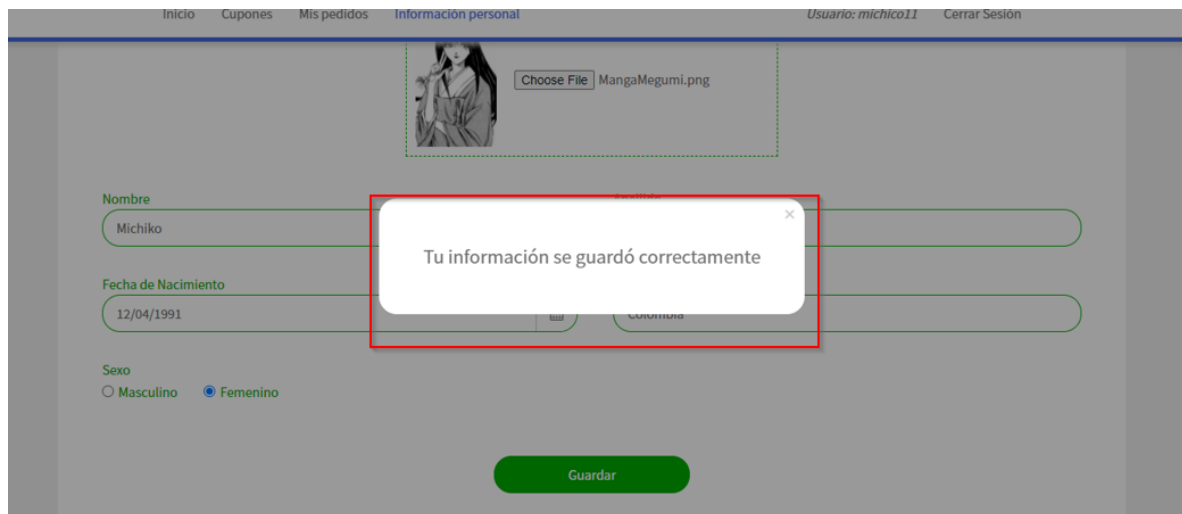 Inicio Cupones Mis pedidos Información personal Usuario: michico11 Cerrar Sesión
Choose File MangaMegumi.png
Nombre
Michiko
Tu información se guardó correctamente
Fecha de Nacimiento
12/04/1991
Colombia
Sexo
Masculino Femenino
Guardar